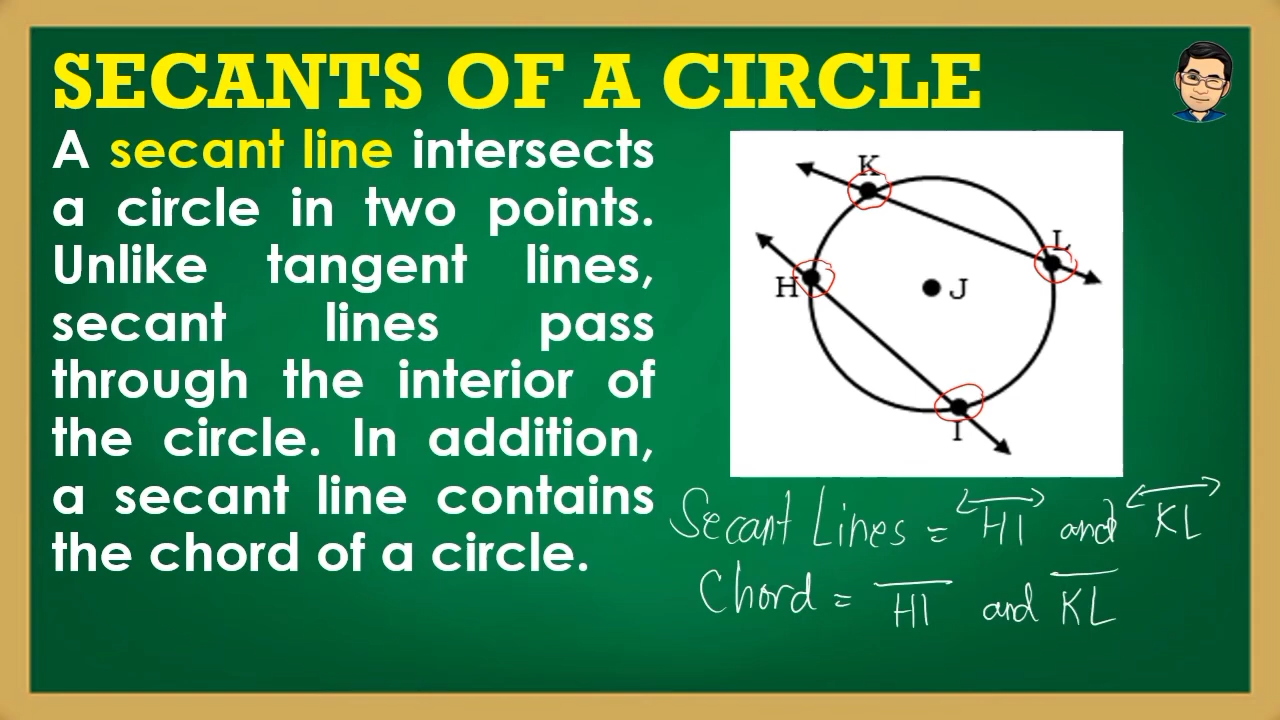 SECANTS OF A CIRCLE
A secant line intersects
a circle in two points.
Unlike tangent lines,
secant lines pass
through the interior of
the circle. In addition,
a secant line contains
the chord of a circle.
K
L
H
J
I
Secant Lines = HI and KL
Chord = HI and KL